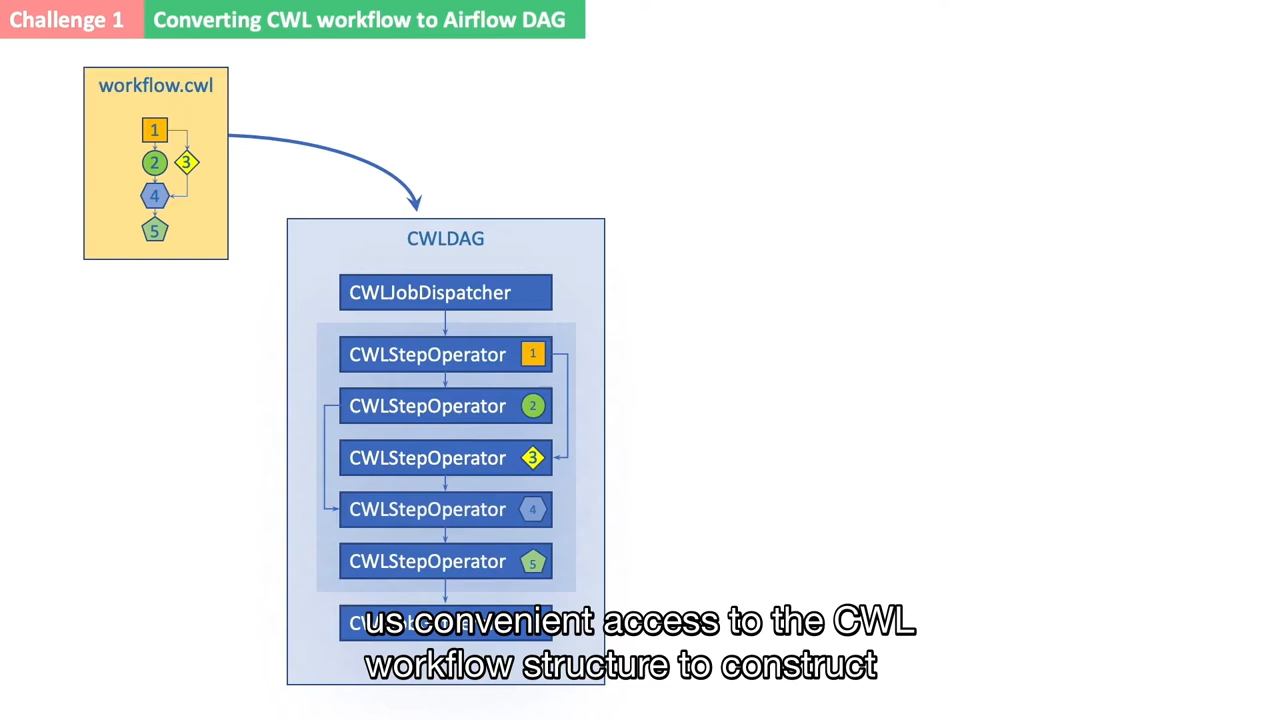 Challenge 1
Converting CWL workflow to Airflow DAG
workflow.cwl
1
2
3
4
5
CWLDAG
CWLJobDispatcher
CWLStepOperator 1
CWLStepOperator 2
CWLStepOperator 3
CWLStepOperator 4
CWLStepOperator 5
us convenient access to the CWL
workflow structure to construct